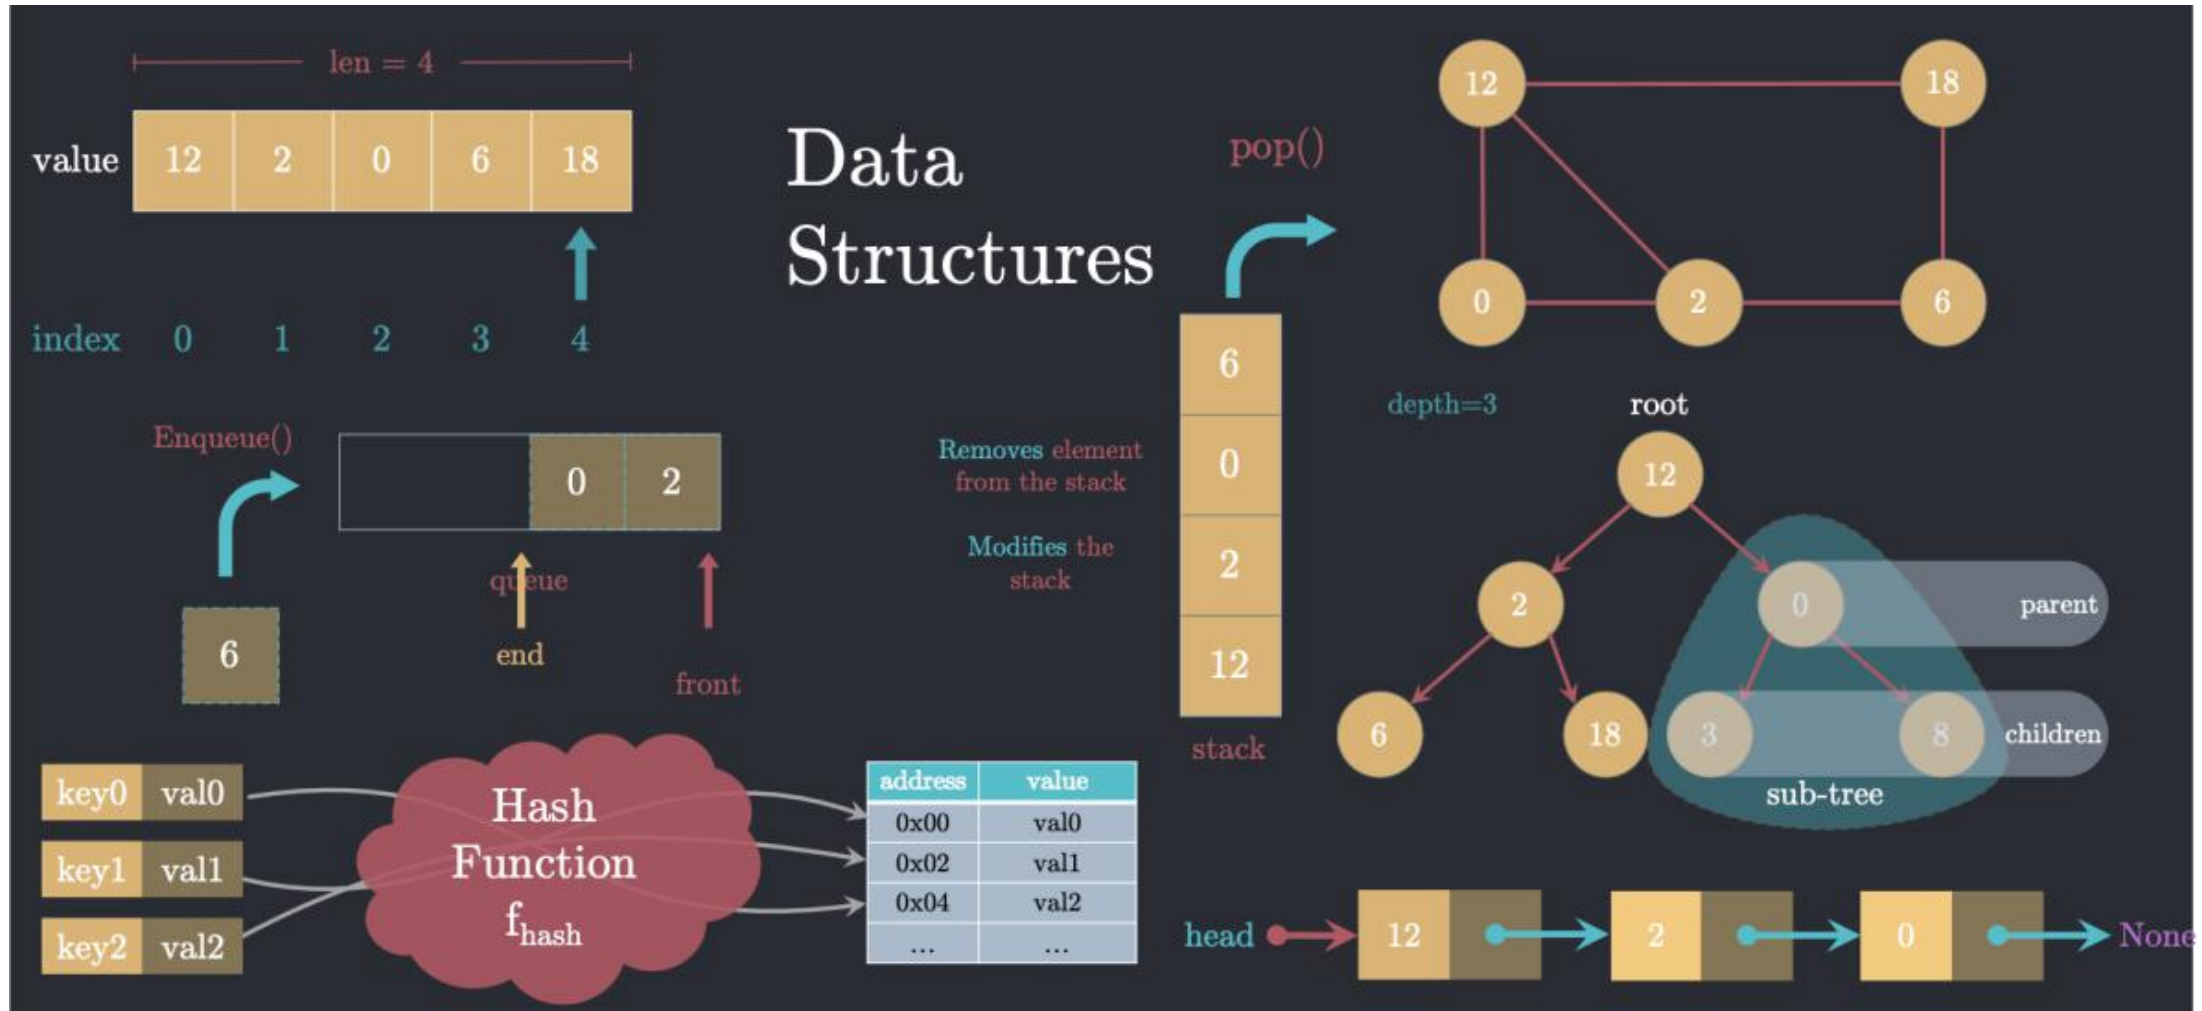 len = 4
value 12 2 0 6 18
index 0 1 2 3 4
Data
Structures
pop()
12 18
0 2 6
Enqueue()
0 2
6
queue
end
front
Removes element
from the stack
Modifies the
stack
6
0
2
12
stack
depth=3
root
12
2 0 parent
6 18 3 8 children
sub-tree
key0 val0
key1 val1
key2 val2
Hash
Function
fhash
address value
0x00 val0
0x02 val1
0x04 val2
... ...
head 12 2 0 None